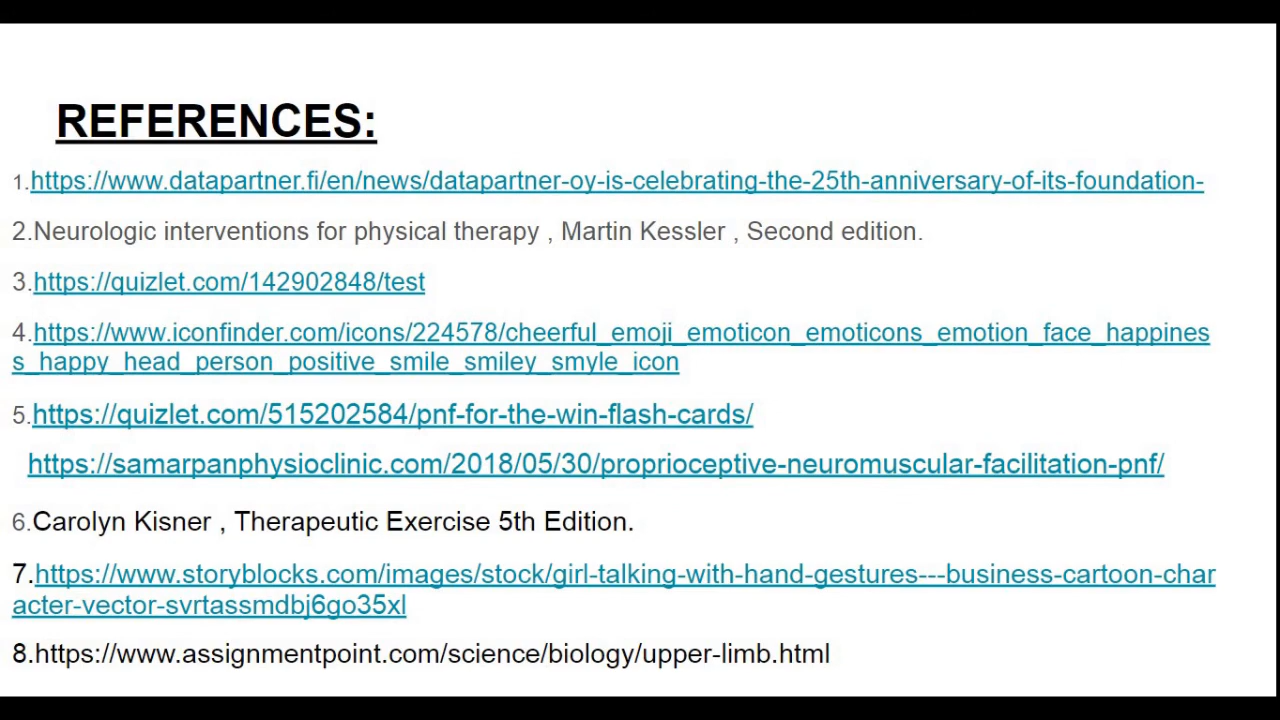 REFERENCES:
1.https://www.datapartner.fi/en/news/datapartner-oy-is-celebrating-the-25th-anniversary-of-its-foundation-
2.Neurologic interventions for physical therapy , Martin Kessler , Second edition.
3.https://quizlet.com/142902848/test
4.https://www.iconfinder.com/icons/224578/cheerful_emoji_emoticon_emoticons_emotion_face_happines
s_happy_head_person_positive_smile_smiley_smyle_icon
5.https://quizlet.com/515202584/pnf-for-the-win-flash-cards/
https://samarpanphysioclinic.com/2018/05/30/proprioceptive-neuromuscular-facilitation-pnf/
6.Carolyn Kisner , Therapeutic Exercise 5th Edition.
7.https://www.storyblocks.com/images/stock/girl-talking-with-hand-gestures---business-cartoon-char
acter-vector-svrtassmdbj6go35xl
8.https://www.assignmentpoint.com/science/biology/upper-limb.html